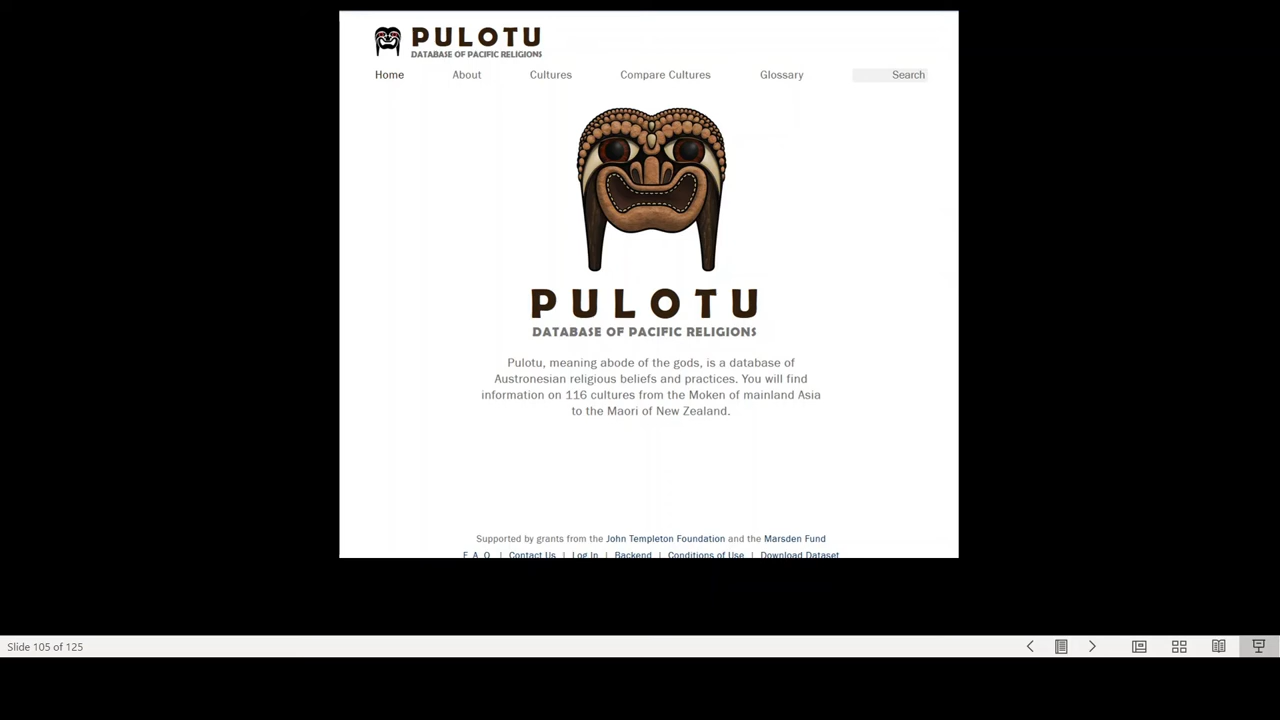 PULOTU
DATABASE OF PACIFIC RELIGIONS
Home About Cultures Compare Cultures Glossary Search
PULOTU
DATABASE OF PACIFIC RELIGIONS
Pulotu, meaning abode of the gods, is a database of
Austronesian religious beliefs and practices. You will find
information on 116 cultures from the Moken of mainland Asia
to the Maori of New Zealand.
Supported by grants from the John Templeton Foundation and the Marsden Fund
F. A. Q. | Contact Us | Log In | Backend | Conditions of Use | Download Dataset
Slide 105 of 125